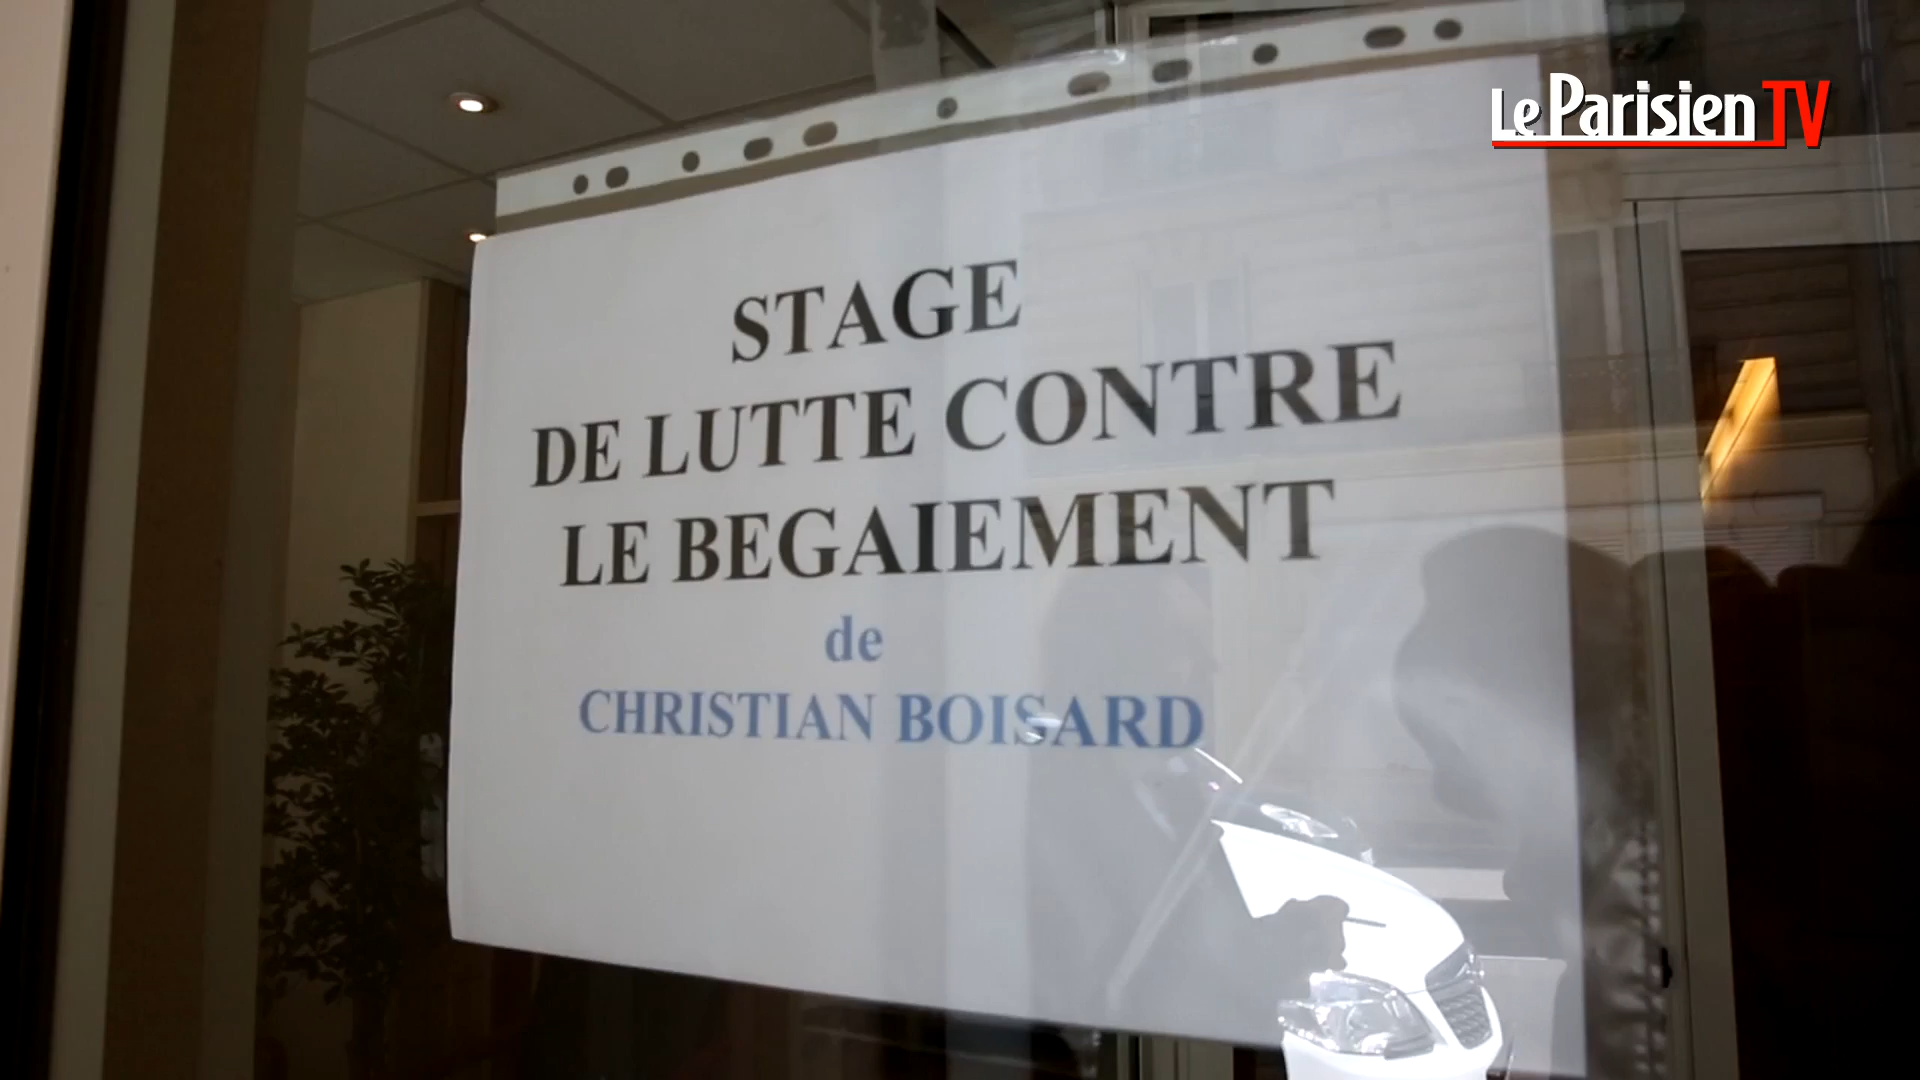 Le Parisien TV
STAGE
DE LUTTE CONTRE
LE BEGAIEMENT
de
CHRISTIAN BOISARD